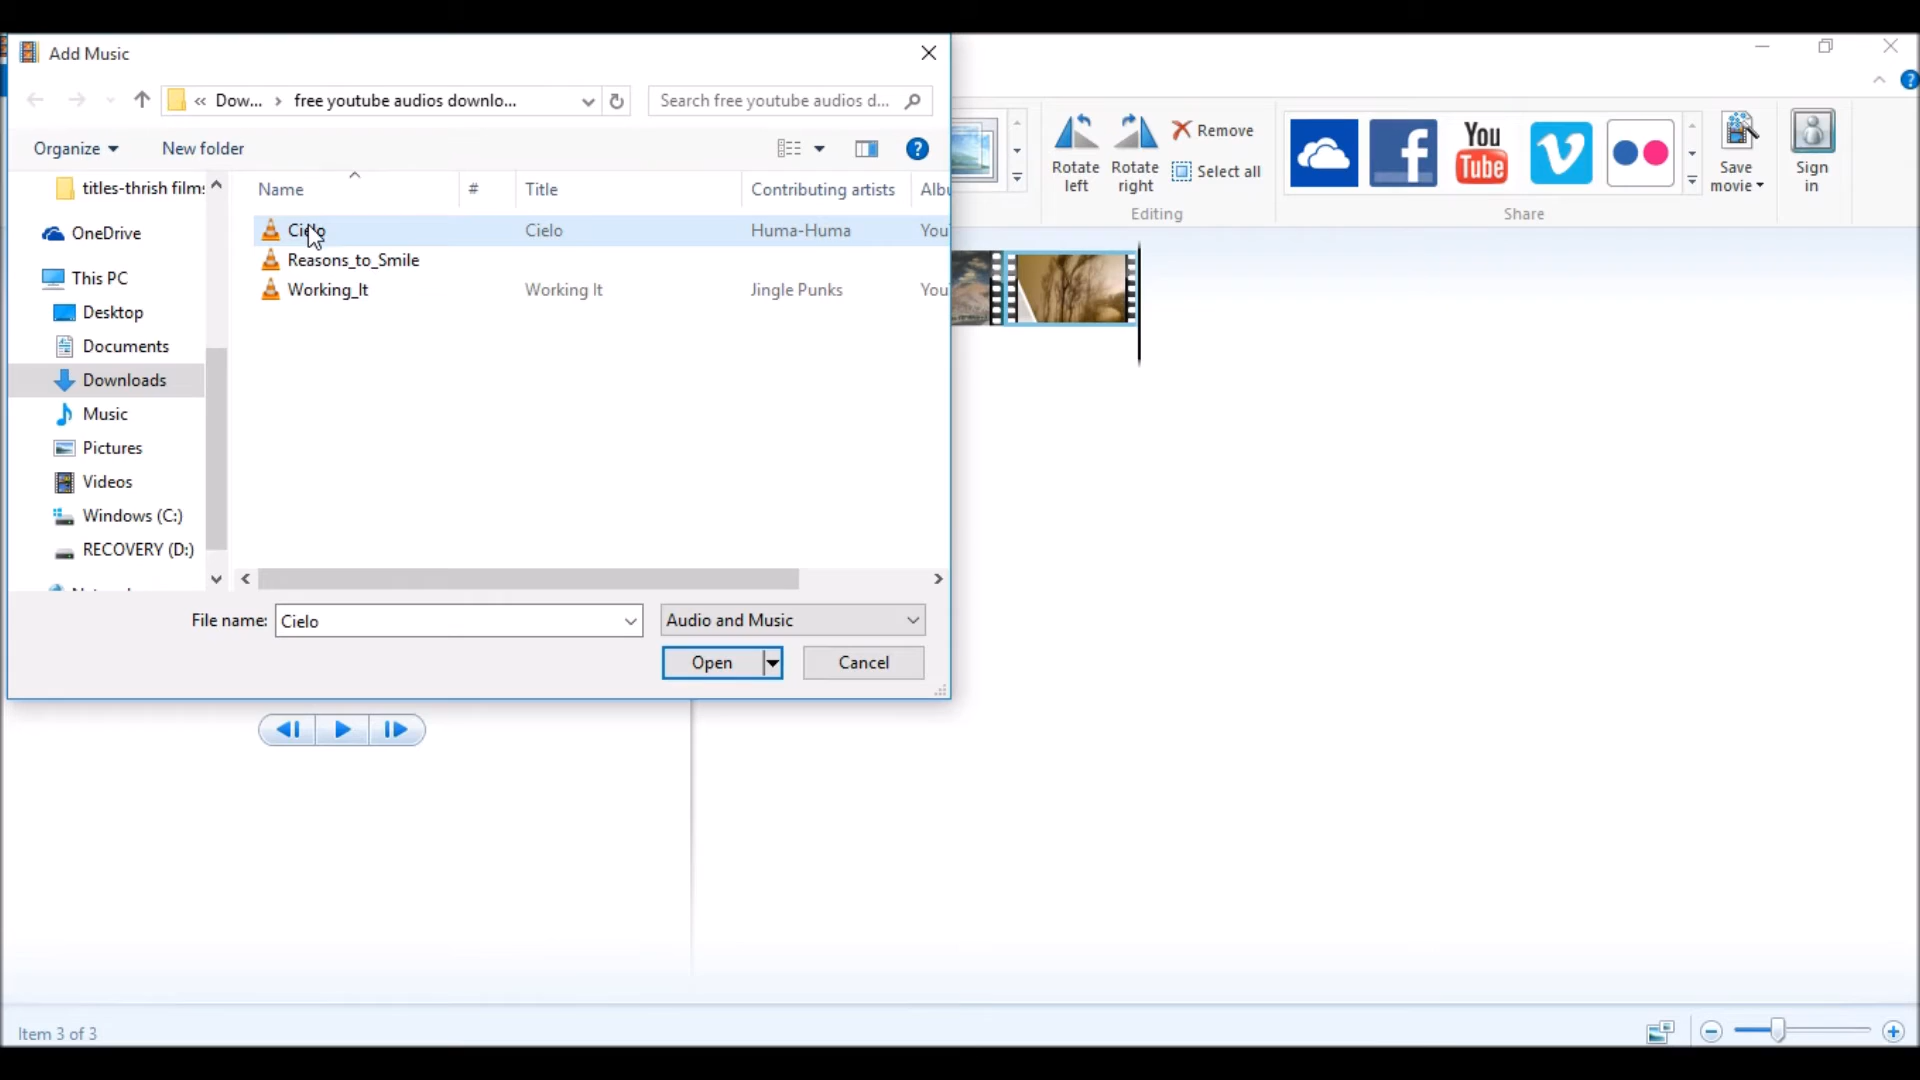 Add Music
« Dow... > free youtube audios downlo...
Search free youtube audios d...
Organize
New folder
Name
#
Title
Contributing artists
Albu
titles-thrish films
OneDrive
This PC
Desktop
Documents
Downloads
Music
Pictures
Videos
Windows (C:)
RECOVERY (D:)
Cielo
Cielo
Huma-Huma
You
Reasons_to_Smile
Working_It
Working It
Jingle Punks
You
File name:
Cielo
Audio and Music
Open
Cancel
Rotate left
Rotate right
Remove
Select all
Editing
f
You Tube
V
Share
Save movie
Sign in
Item 3 of 3